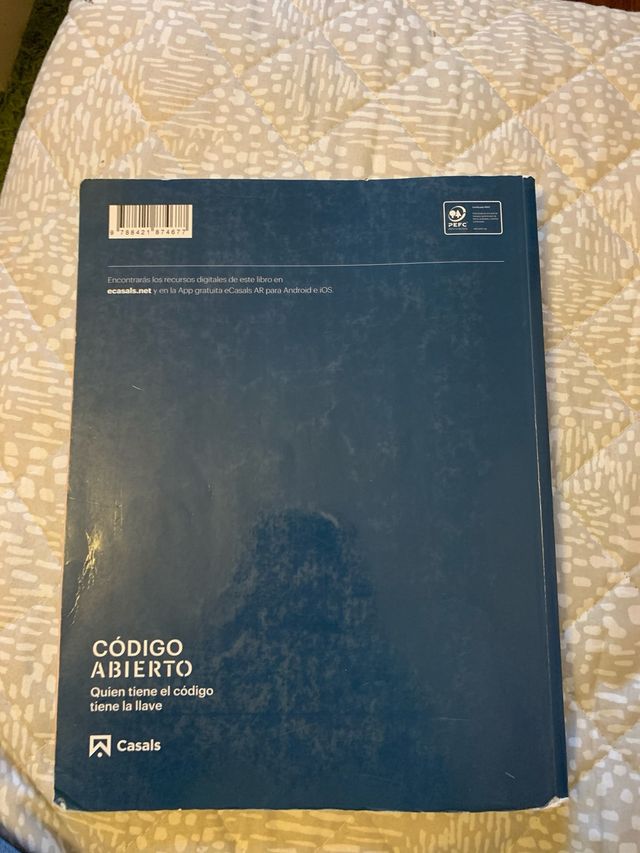 9 788421 874677
PEFC
Encontrarás los recursos digitales de este libro en
ecasals.net y en la App gratuita eCasals AR para Android e iOS.
CÓDIGO
ABIERTO
Quien tiene el código
tiene la llave
Casals